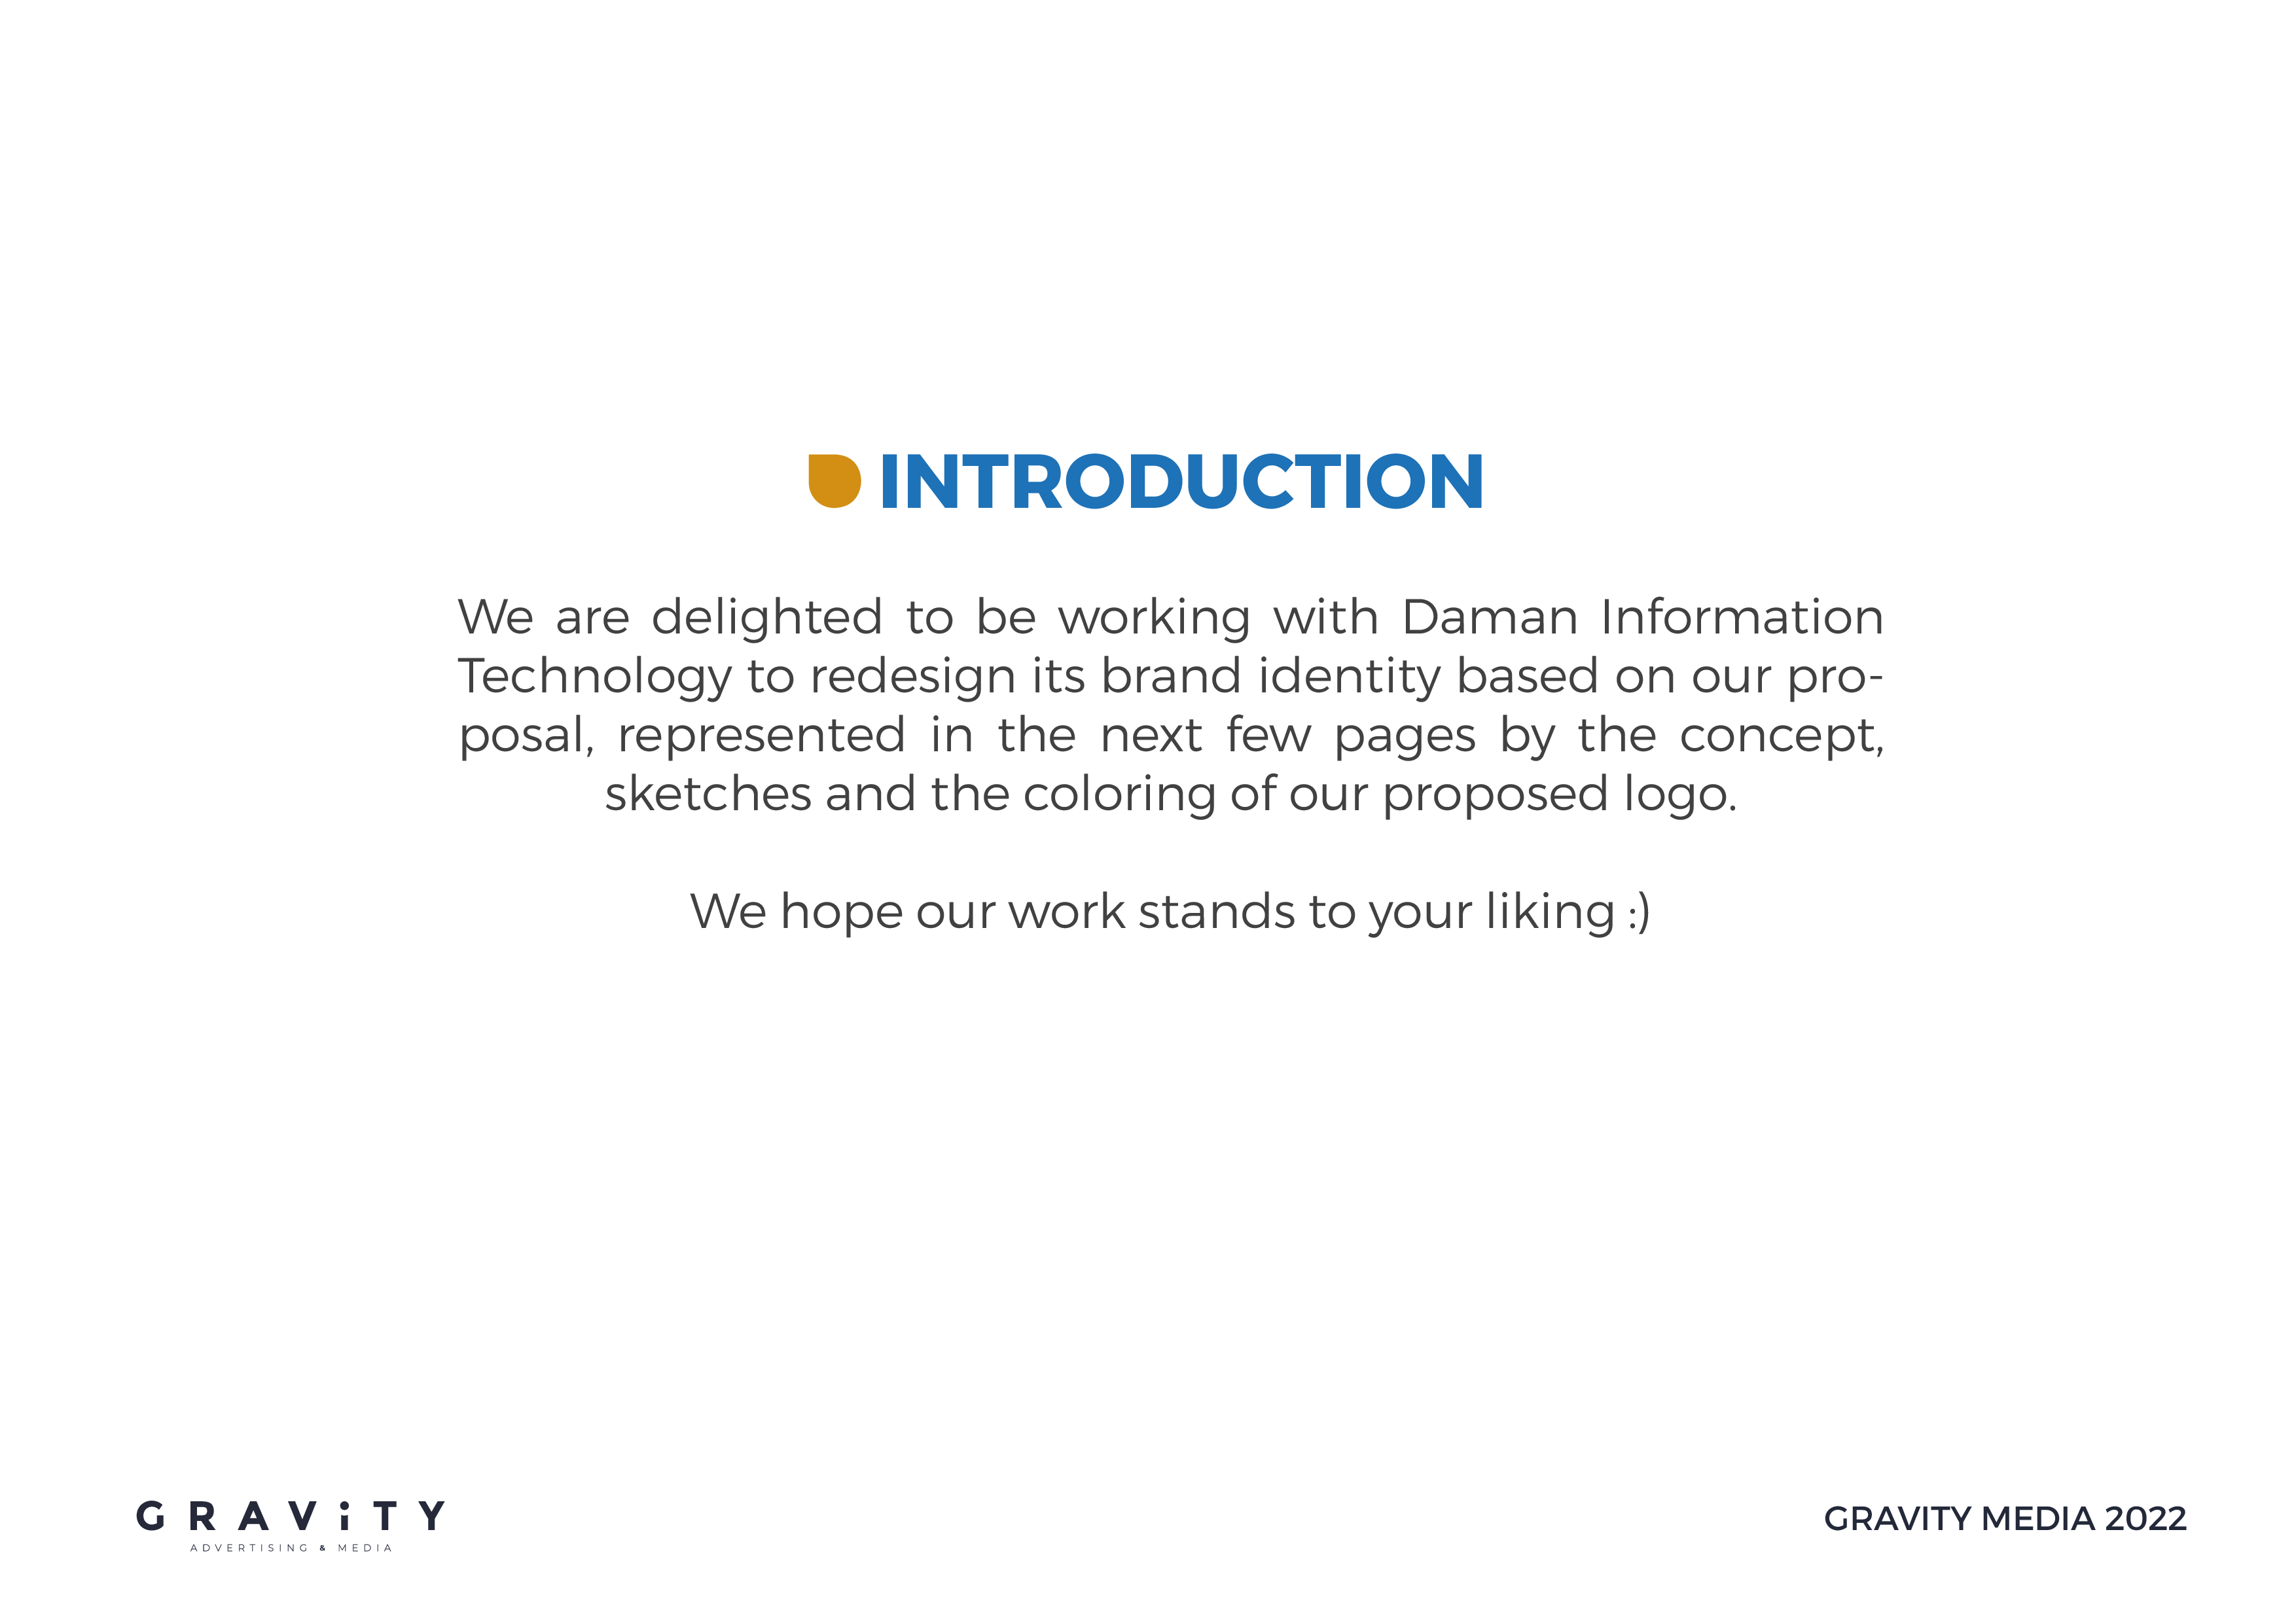 INTRODUCTION
We are delighted to be working with Daman Information
Technology to redesign its brand identity based on our pro-
posal, represented in the next few pages by the concept,
sketches and the coloring of our proposed logo.
We hope our work stands to your liking :)
GRAViTY
ADVERTISING & MEDIA
GRAVITY MEDIA 2022